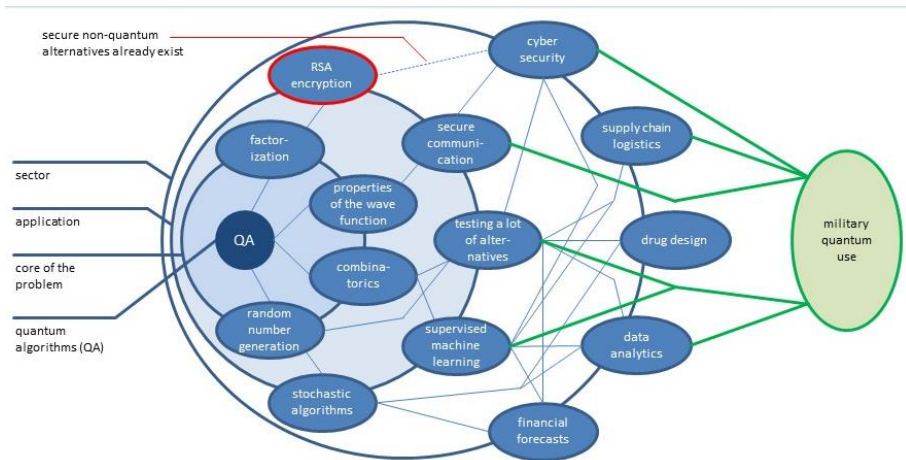 secure non-quantum
alternatives already exist
cyber
security
RSA
encryption
factor-
ization
secure
communi-
cation
supply chain
logistics
sector
properties
of the wave
function
application
QA
testing a lot
of alter-
natives
drug design
military
quantum
use
core of the
problem
combina-
torics
quantum
algorithms (QA)
random
number
generation
supervised
machine
learning
data
analytics
stochastic
algorithms
financial
forecasts